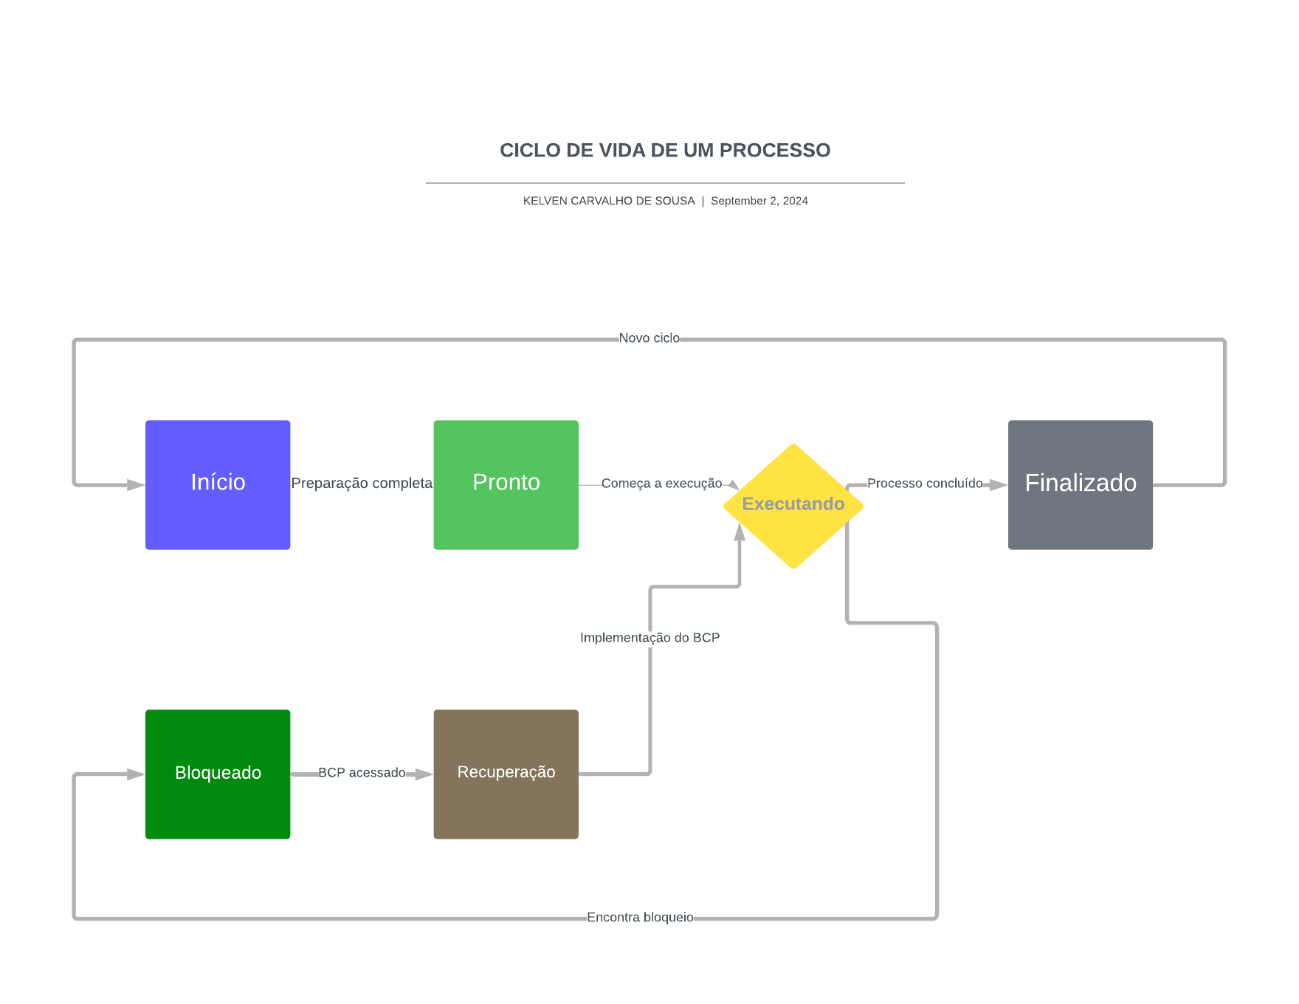 CICLO DE VIDA DE UM PROCESSO
KELVEN CARVALHO DE SOUSA | September 2, 2024
Novo ciclo
Início
Preparação completa
Pronto
Começa a execução
Executando
Processo concluído
Finalizado
Implementação do BCP
Bloqueado
BCP acessado
Recuperação
Encontra bloqueio